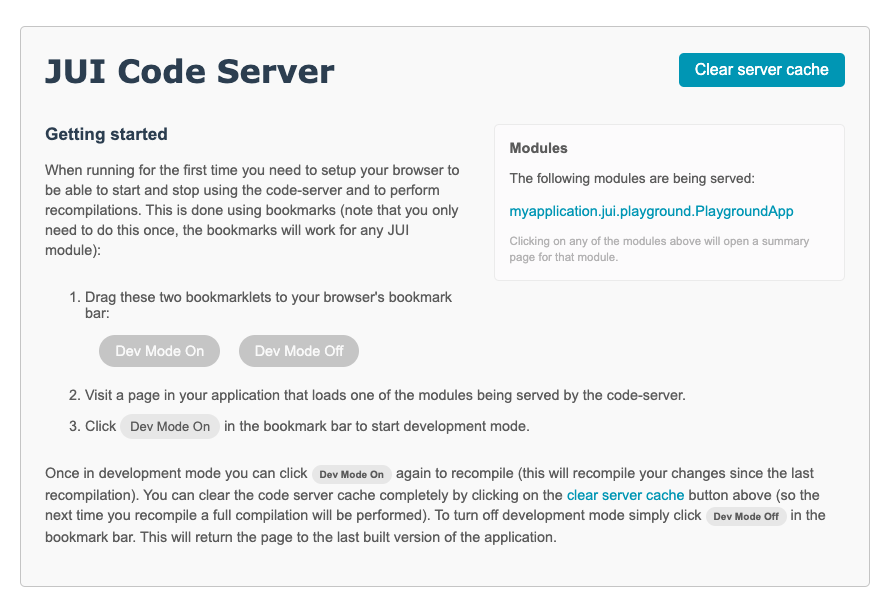 JUI Code Server
Clear server cache
Getting started
When running for the first time you need to setup your browser to
be able to start and stop using the code-server and to perform
recompilations. This is done using bookmarks (note that you only
need to do this once, the bookmarks will work for any JUI
module):
Modules
The following modules are being served:
myapplication.jui.playground.PlaygroundApp
Clicking on any of the modules above will open a summary
page for that module.
1. Drag these two bookmarklets to your browser's bookmark
bar:
Dev Mode On Dev Mode Off
2. Visit a page in your application that loads one of the modules being served by the code-server.
3. Click Dev Mode On in the bookmark bar to start development mode.
Once in development mode you can click Dev Mode On again to recompile (this will recompile your changes since the last
recompilation). You can clear the code server cache completely by clicking on the clear server cache button above (so the
next time you recompile a full compilation will be performed). To turn off development mode simply click Dev Mode Off in the
bookmark bar. This will return the page to the last built version of the application.